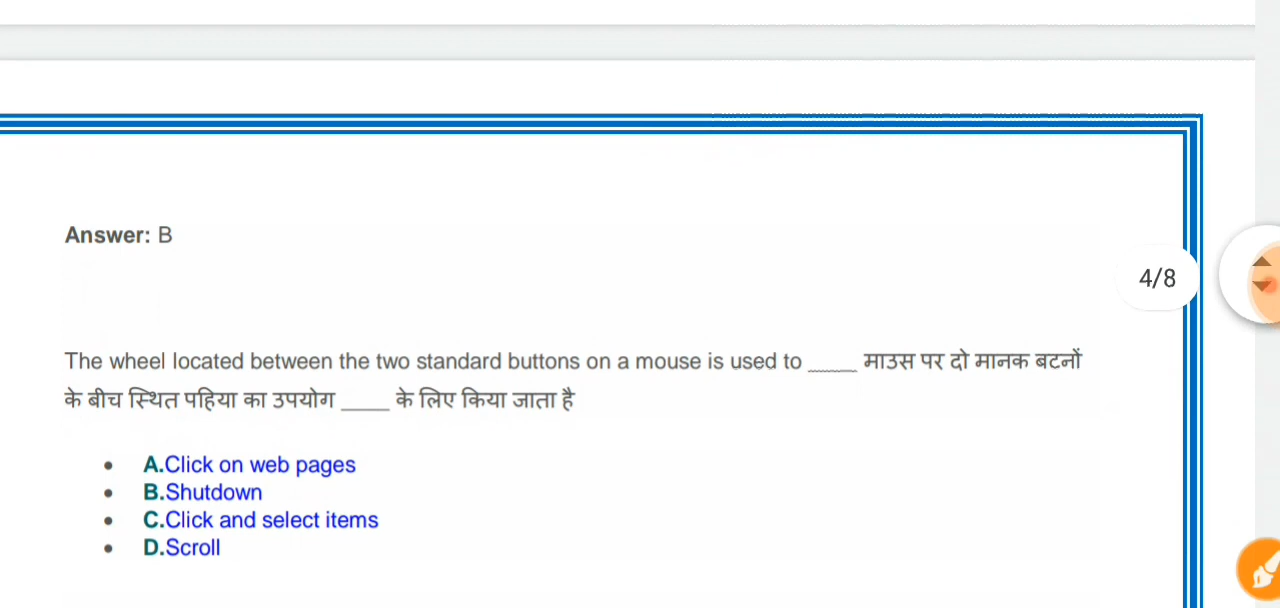 Answer: B
4/8
The wheel located between the two standard buttons on a mouse is used to _____ माउस पर दो मानक बटनों
के बीच स्थित पहिया का उपयोग _____ के लिए किया जाता है
• A.Click on web pages
• B.Shutdown
• C.Click and select items
• D.Scroll